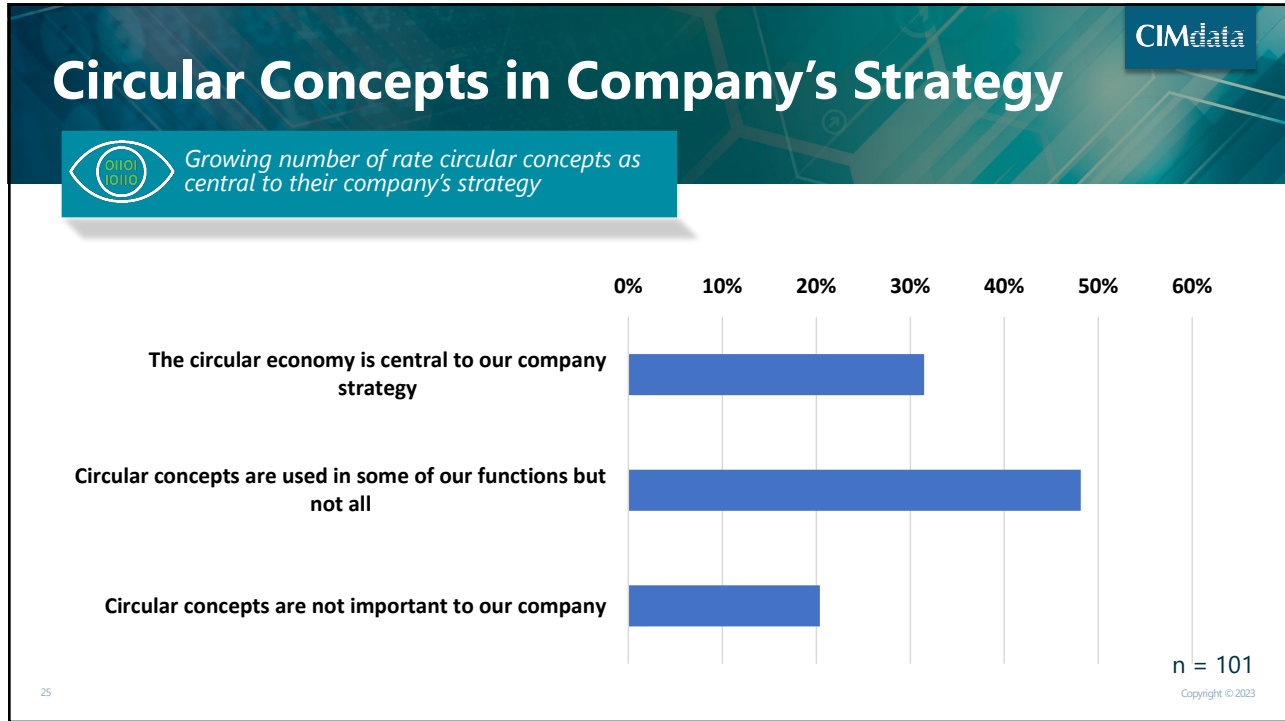 CIMdata
Circular Concepts in Company’s Strategy
01101
10110
Growing number of rate circular concepts as
central to their company’s strategy
0% 10% 20% 30% 40% 50% 60%
The circular economy is central to our company
strategy
Circular concepts are used in some of our functions but
not all
Circular concepts are not important to our company
n = 101
25
Copyright © 2023